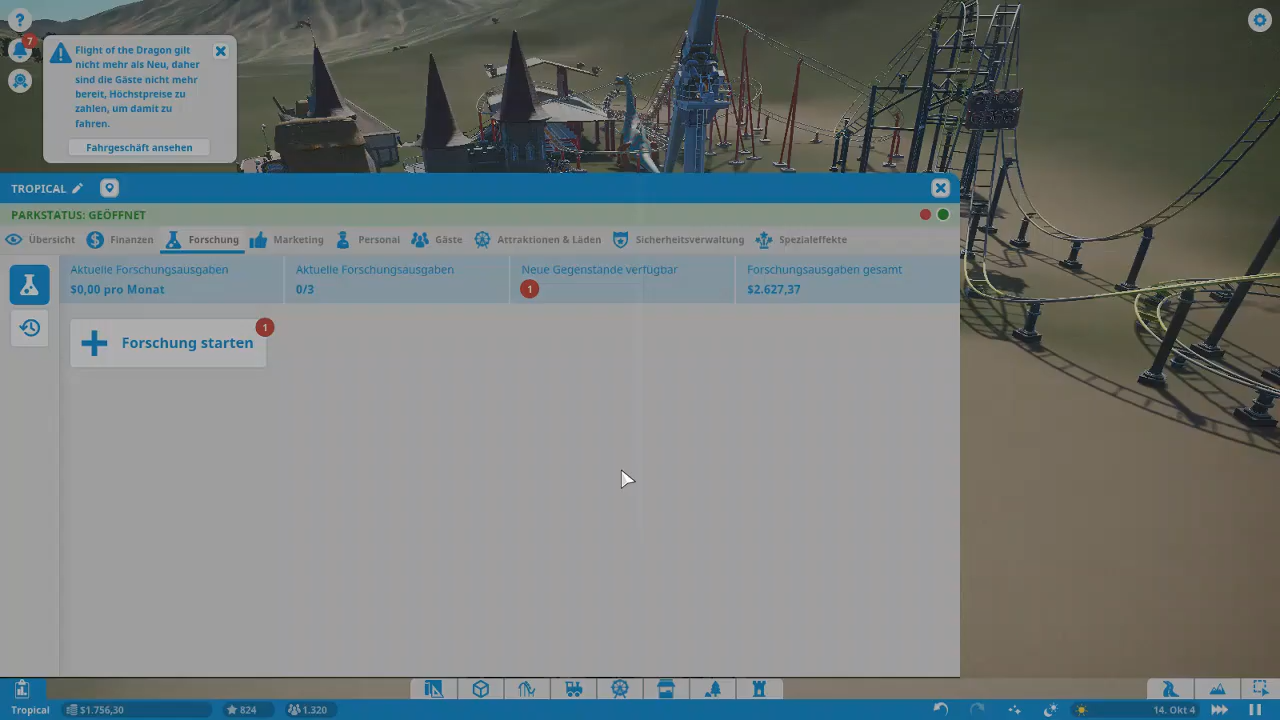 ?
7
Flight of the Dragon gilt
nicht mehr als Neu, daher
sind die Gäste nicht mehr
bereit, Höchstpreise zu
zahlen, um damit zu
fahren.
Fahrgeschäft ansehen
TROPICAL
PARKSTATUS: GEÖFFNET
Übersicht $ Finanzen Forschung Marketing Personal Gäste Attraktionen & Läden Sicherheitsverwaltung Spezialeffekte
Aktuelle Forschungsausgaben Aktuelle Forschungsausgaben Neue Gegenstande verfügbar Forschungsausgaben gesamt
$0,00 pro Monat 0/3 1 $2.627,37
Forschung starten 1
Tropical $1.756,30 824 1.320 14. Okt 4